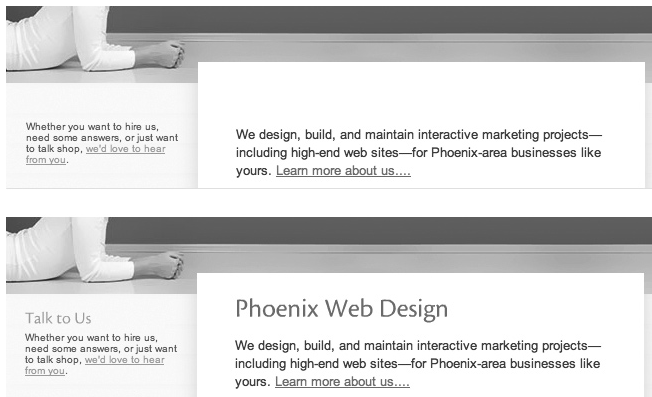 Whether you want to hire us,
need some answers, or just want
to talk shop, we'd love to hear
from you.
We design, build, and maintain interactive marketing projects—
including high-end web sites—for Phoenix-area businesses like
yours. Learn more about us....
Talk to Us
Whether you want to hire us,
need some answers, or just want
to talk shop, we'd love to hear
from you.
Phoenix Web Design
We design, build, and maintain interactive marketing projects—
including high-end web sites—for Phoenix-area businesses like
yours. Learn more about us....